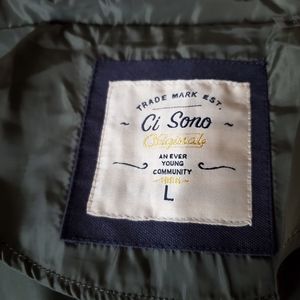 TRADE MARK EST.
Ci Sono
Originals
AN EVER
YOUNG
COMMUNITY
L